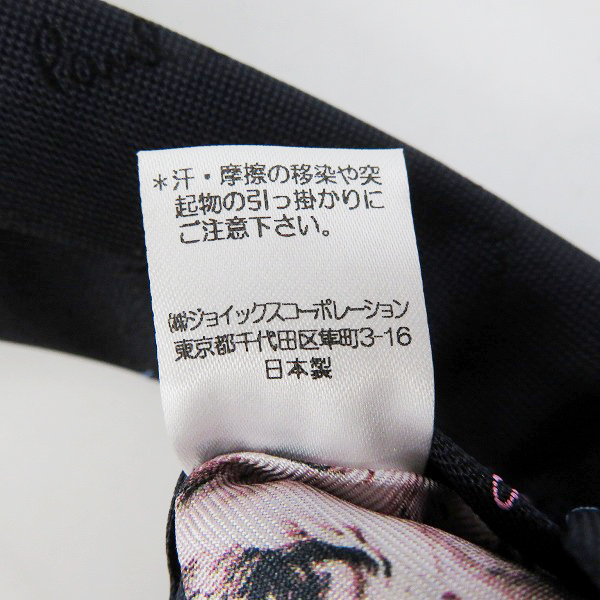 Paul
*汗・摩擦の移染や突
起物の引っ掛かりに
ご注意下さい。
㈱ジョイックスコーポレーション
東京都千代田区隼町3-16
日本製